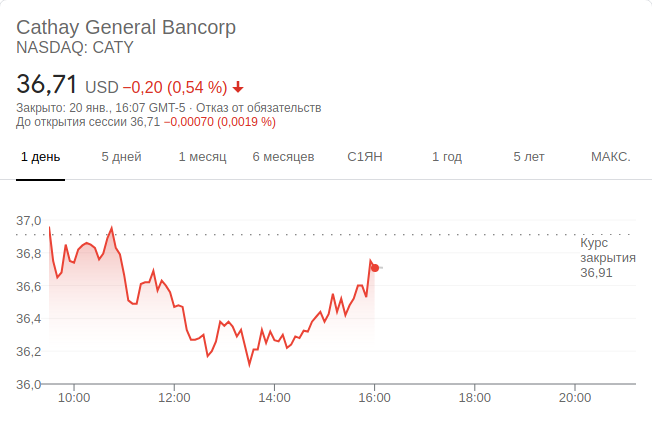 Cathay General Bancorp
NASDAQ: CATY
36,71 USD −0,20 (0,54 %)
Закрыто: 20 янв., 16:07 GMT-5 · Отказ от обязательств
До открытия сессии 36,71 −0,00070 (0,0019 %)
1 день 5 дней 1 месяц 6 месяцев С1ЯН 1 год 5 лет МАКС.
37,0
36,8
36,6
36,4
36,2
36,0
Курс
закрытия
36,91
10:00 12:00 14:00 16:00 18:00 20:00